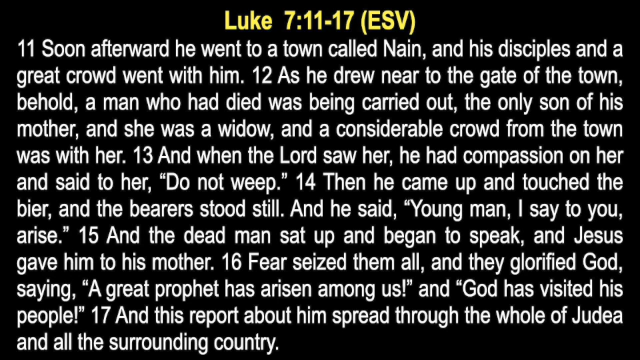 Luke 7:11-17 (ESV)
11 Soon afterward he went to a town called Nain, and his disciples and a
great crowd went with him. 12 As he drew near to the gate of the town,
behold, a man who had died was being carried out, the only son of his
mother, and she was a widow, and a considerable crowd from the town
was with her. 13 And when the Lord saw her, he had compassion on her
and said to her, “Do not weep.” 14 Then he came up and touched the
bier, and the bearers stood still. And he said, “Young man, I say to you,
arise.” 15 And the dead man sat up and began to speak, and Jesus
gave him to his mother. 16 Fear seized them all, and they glorified God,
saying, “A great prophet has arisen among us!” and “God has visited his
people!” 17 And this report about him spread through the whole of Judea
and all the surrounding country.